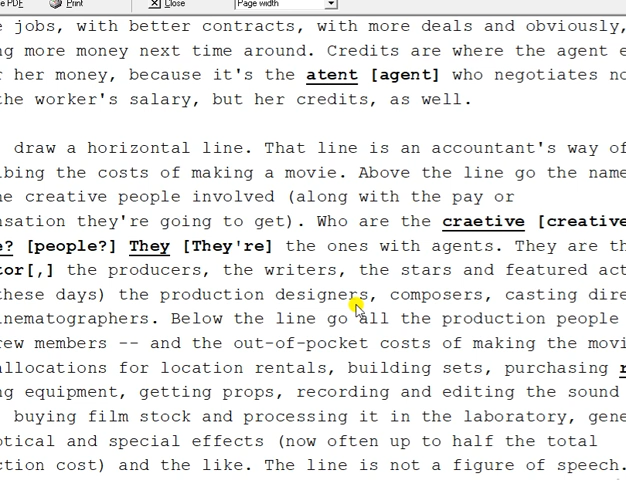 e PDF Print Close Page width
e jobs, with better contracts, with more deals and obviously,
ng more money next time around. Credits are where the agent e
r her money, because it's the atent [agent] who negotiates no
the worker's salary, but her credits, as well.
draw a horizontal line. That line is an accountant's way of
ibing the costs of making a movie. Above the line go the name
he creative people involved (along with the pay or
nsation they're going to get). Who are the craetive [creative
e? [people?] They [They're] the ones with agents. They are th
tor[,] the producers, the writers, the stars and featured act
these days) the production designers, composers, casting dire
inematographers. Below the line go all the production people
rew members -- and the out-of-pocket costs of making the movi
allocations for location rentals, building sets, purchasing r
ng equipment, getting props, recording and editing the sound
buying film stock and processing it in the laboratory, gene
ptical and special effects (now often up to half the total
ction cost) and the like. The line is not a figure of speech.